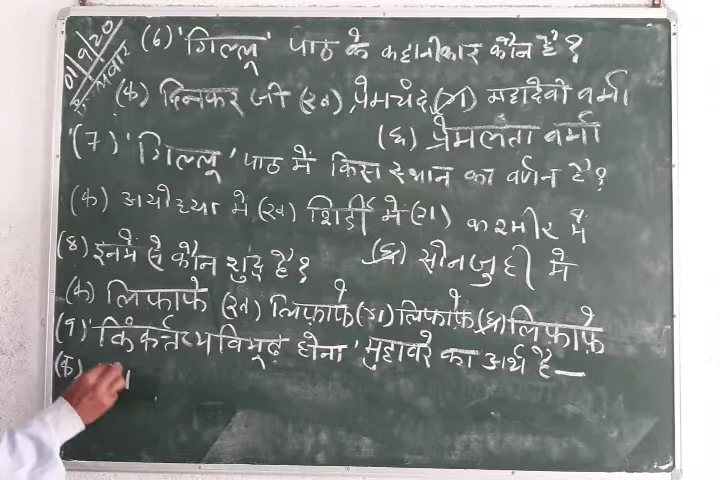 01/9/20
(6) 'गिल्लू' पाठ के कहानीकार कौन है?
(क) दिनकर जी (ख) प्रेमचंद (ग) महादेवी वर्मा
(घ) प्रेमलता वर्मा
(7) 'गिल्लू' पाठ में किस स्थान का वर्णन है?
(क) अयोध्या में (ख) शिर्डी में (ग) कश्मीर में
(घ) सोनजुही में
(8) इनमें से कौन शुद्ध है?
(क) लिफाफे (ख) लिफ़ाफे (ग) लिफाफ़े (घ) लिफ़ाफ़े
(9) 'किंकर्त्तव्यविमूढ़ होना' मुहावरे का अर्थ है—
(क)